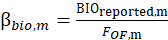 β_bio,m = BIO_reported,m / F_OF,m